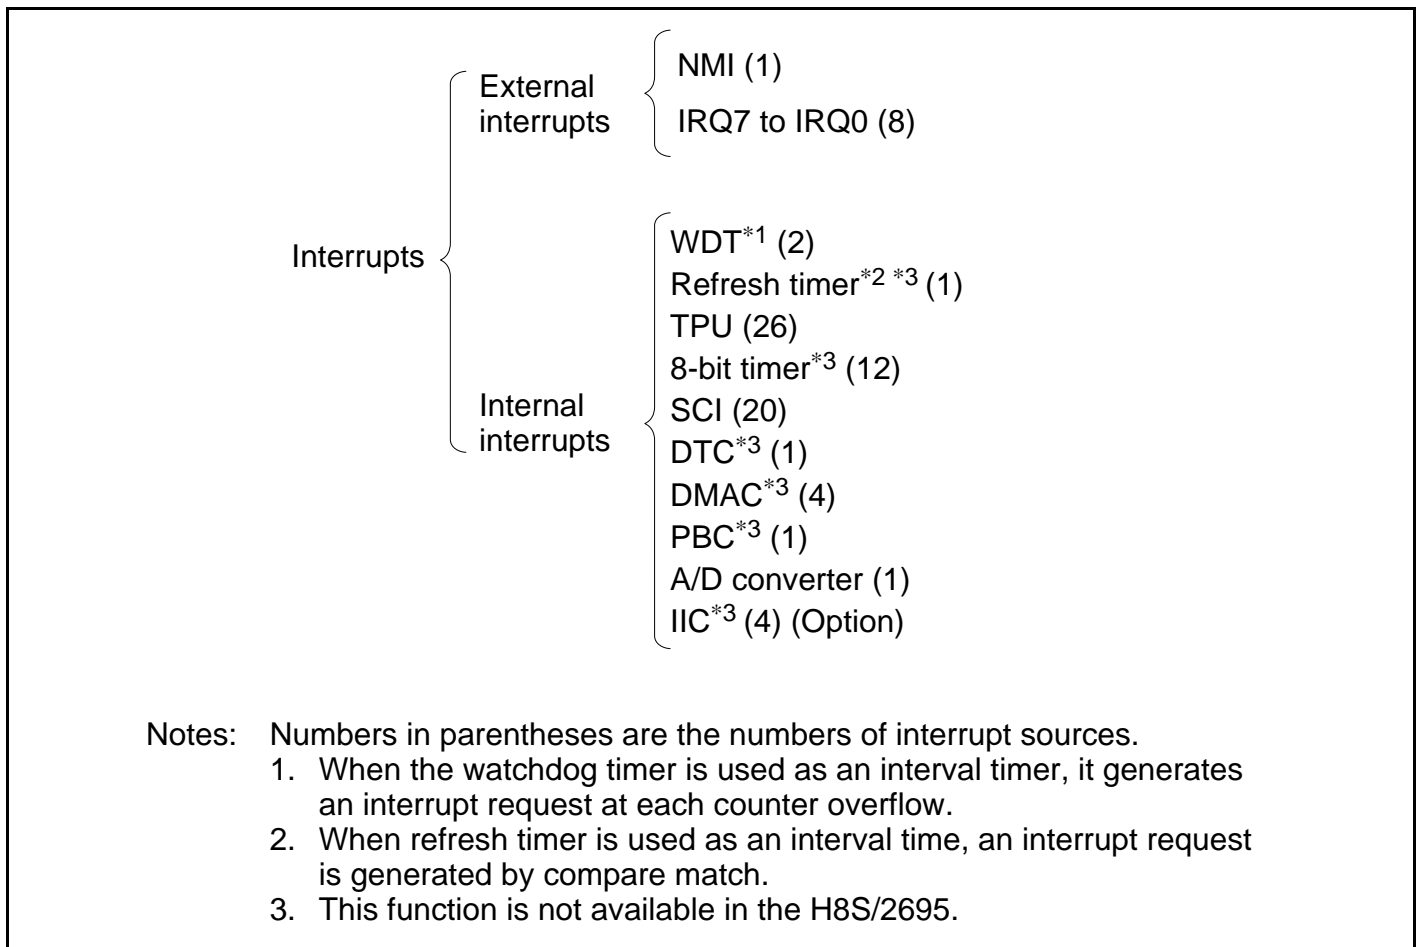 NMI (1)
External
interrupts
IRQ7 to IRQ0 (8)
Interrupts
WDT*1 (2)
Refresh timer*2 *3 (1)
TPU (26)
8-bit timer*3 (12)
Internal
interrupts
SCI (20)
DTC*3 (1)
DMAC*3 (4)
PBC*3 (1)
A/D converter (1)
IIC*3 (4) (Option)
Notes: Numbers in parentheses are the numbers of interrupt sources.
1. When the watchdog timer is used as an interval timer, it generates
an interrupt request at each counter overflow.
2. When refresh timer is used as an interval time, an interrupt request
is generated by compare match.
3. This function is not available in the H8S/2695.